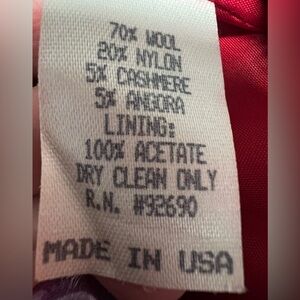 70% WOOL
20% NYLON
5% CASHMERE
5% ANGORA
LINING:
100% ACETATE
DRY CLEAN ONLY
R.N. #92690
MADE IN USA